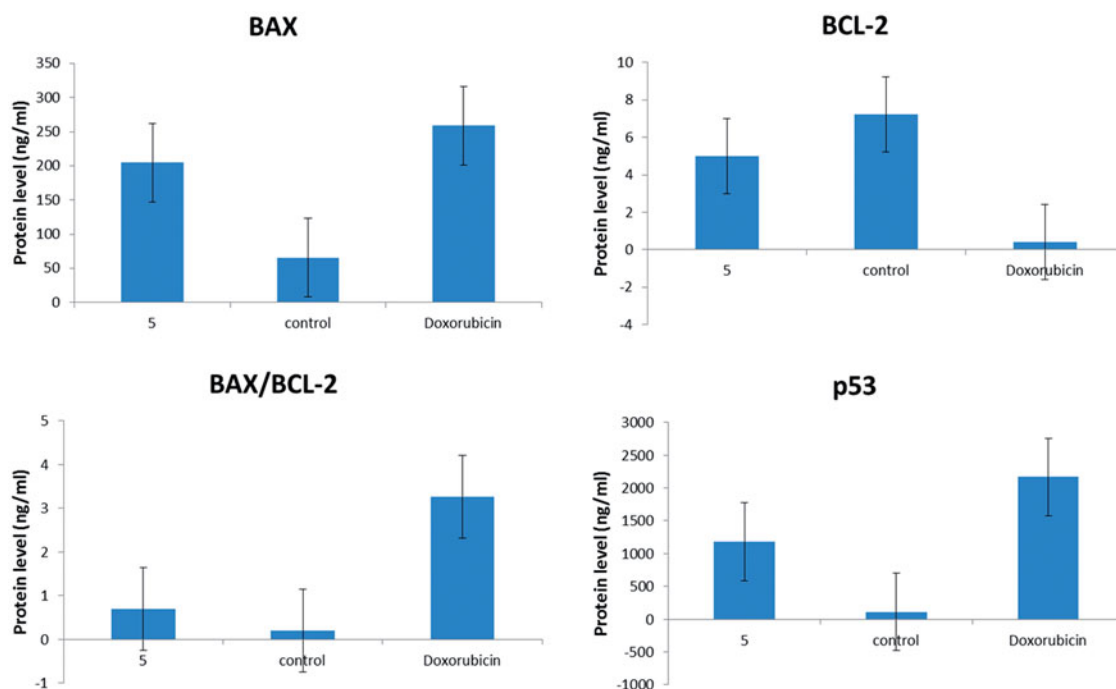 BAX
Protein level (ng/ml)
350
300
250
200
150
100
50
0
5 control Doxorubicin
BCL-2
Protein level (ng/ml)
10
8
6
4
2
0
-2
-4
5 control Doxorubicin
BAX/BCL-2
Protein level (ng/ml)
5
4
3
2
1
0
-1
5 control Doxorubicin
p53
Protein level (ng/ml)
3000
2500
2000
1500
1000
500
0
-500
-1000
5 control Doxorubicin